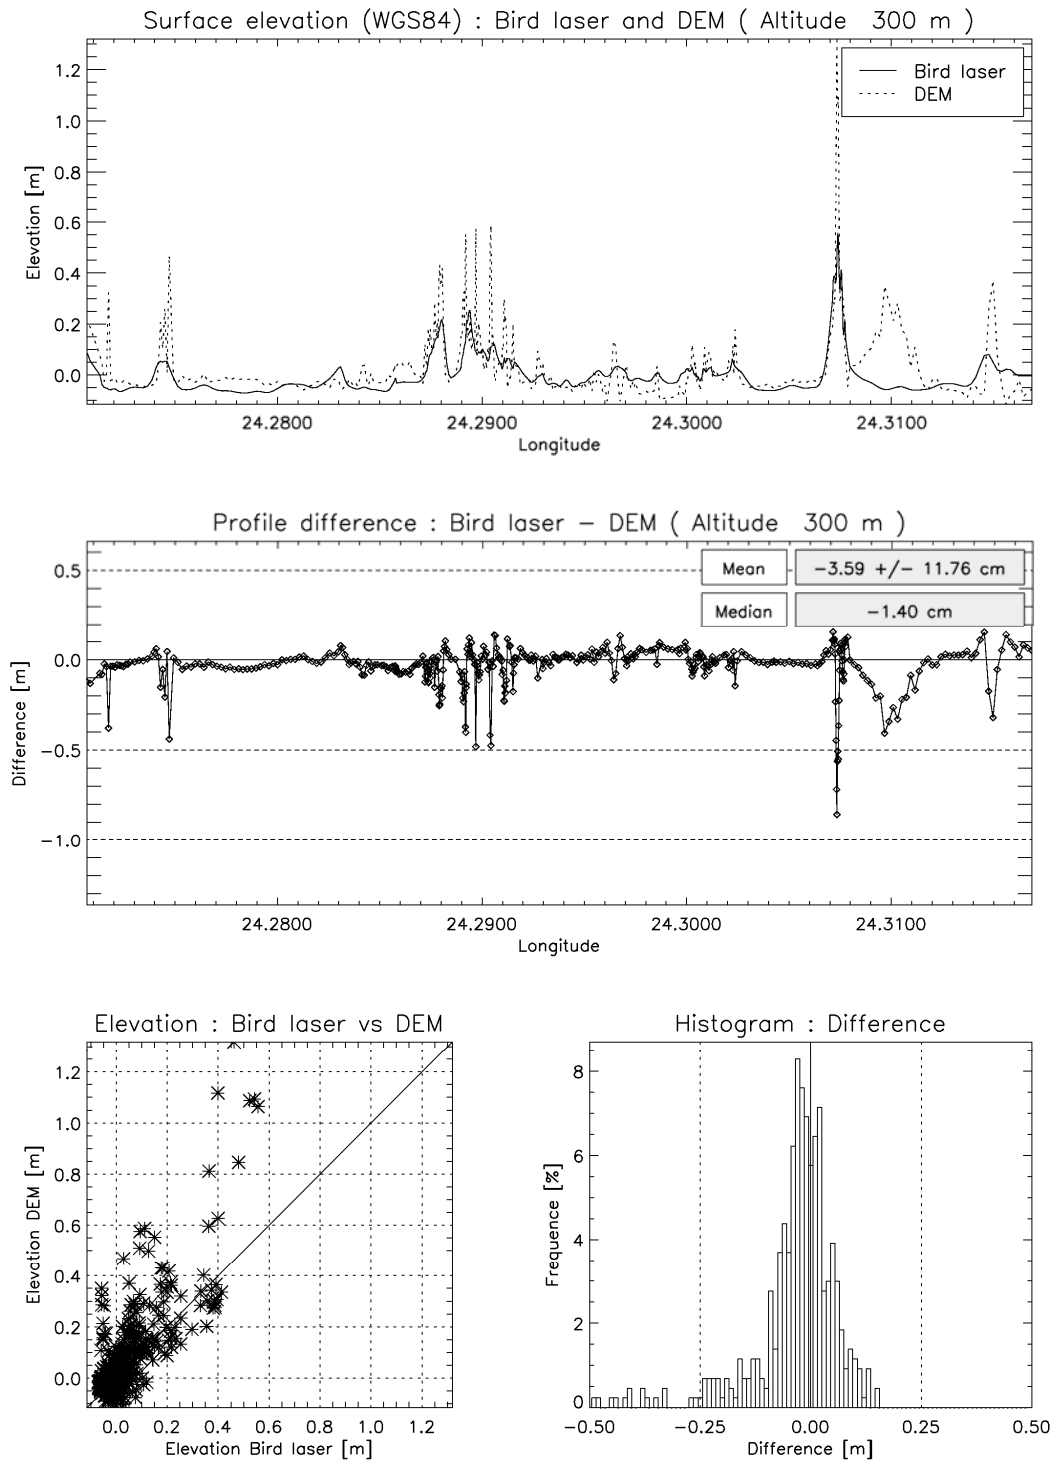 Surface elevation (WGS84) : Bird laser and DEM ( Altitude 300 m )
Bird laser
DEM
Elevation [m]
1.2
1.0
0.8
0.6
0.4
0.2
0.0
24.2800 24.2900 24.3000 24.3100
Longitude
Profile difference : Bird laser − DEM ( Altitude 300 m )
Mean −3.59 +/− 11.76 cm
Median −1.40 cm
Difference [m]
0.5
0.0
−0.5
−1.0
24.2800 24.2900 24.3000 24.3100
Longitude
Elevation : Bird laser vs DEM
Elevation DEM [m]
1.2
1.0
0.8
0.6
0.4
0.2
0.0
0.0 0.2 0.4 0.6 0.8 1.0 1.2
Elevation Bird laser [m]
Histogram : Difference
Frequence [%]
8
6
4
2
0
−0.50 −0.25 0.00 0.25 0.50
Difference [m]